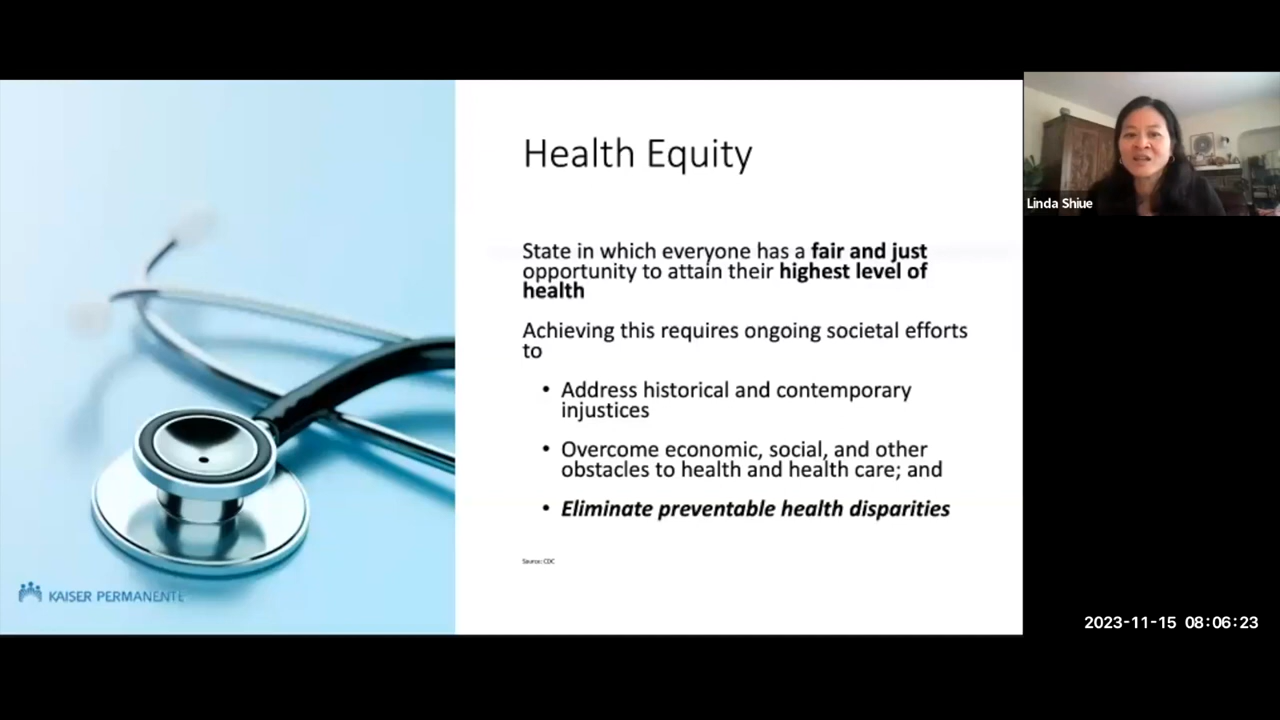 Health Equity
State in which everyone has a fair and just
opportunity to attain their highest level of
health
Achieving this requires ongoing societal efforts
to
• Address historical and contemporary
injustices
• Overcome economic, social, and other
obstacles to health and health care; and
• Eliminate preventable health disparities
Source: CDC
KAISER PERMANENTE
Linda Shiue
2023-11-15 08:06:23